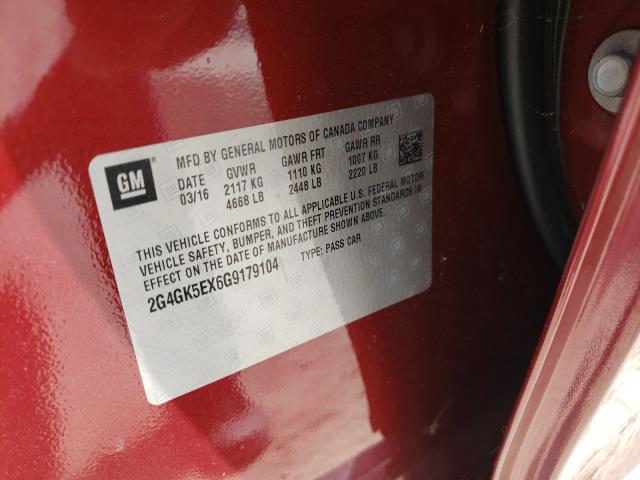 GM
MFD BY GENERAL MOTORS OF CANADA COMPANY
DATE GVWR GAWR FRT GAWR RR
03/16 2117 KG 1110 KG 1007 KG
4668 LB 2448 LB 2220 LB
THIS VEHICLE CONFORMS TO ALL APPLICABLE U.S. FEDERAL MOTOR
VEHICLE SAFETY, BUMPER, AND THEFT PREVENTION STANDARDS IN
EFFECT ON THE DATE OF MANUFACTURE SHOWN ABOVE.
2G4GK5EX6G9179104 TYPE: PASS CAR